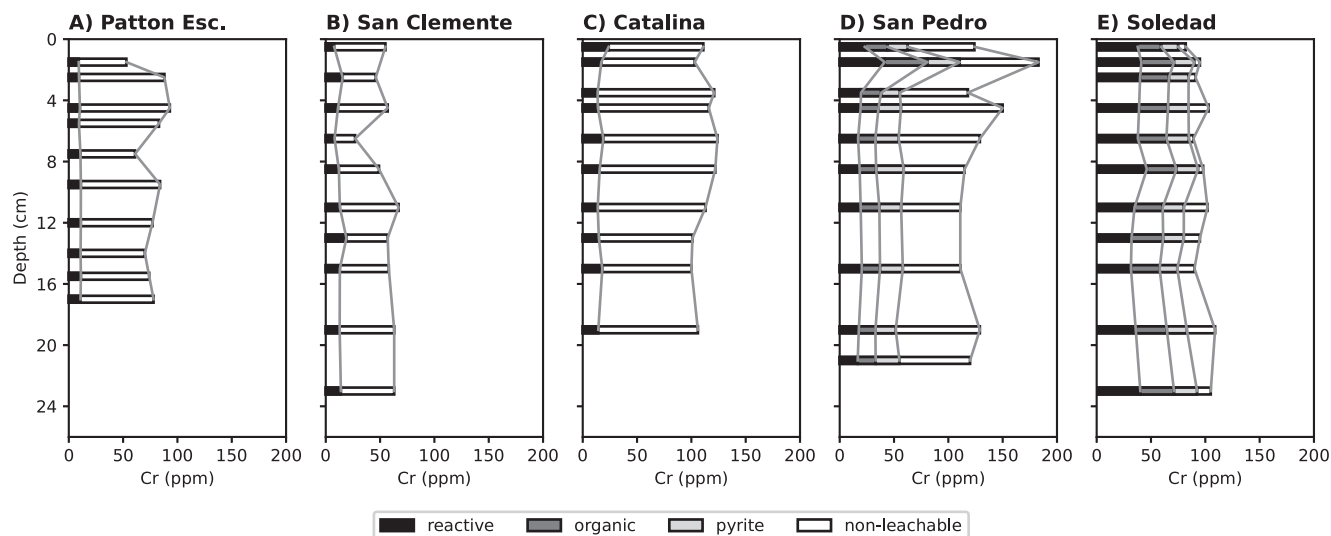 A) Patton Esc. B) San Clemente C) Catalina D) San Pedro E) Soledad
0
4
8
12
16
20
24
Depth (cm)
0 50 100 150 200 0 50 100 150 200 0 50 100 150 200 0 50 100 150 200 0 50 100 150 200
Cr (ppm) Cr (ppm) Cr (ppm) Cr (ppm) Cr (ppm)
reactive organic pyrite non-leachable